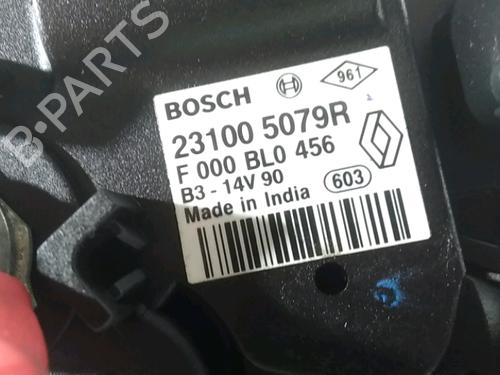 B-PARTS
BOSCH
961
23100 5079R
F 000 BL0 456
B3 - 14V 90
Made in India
603